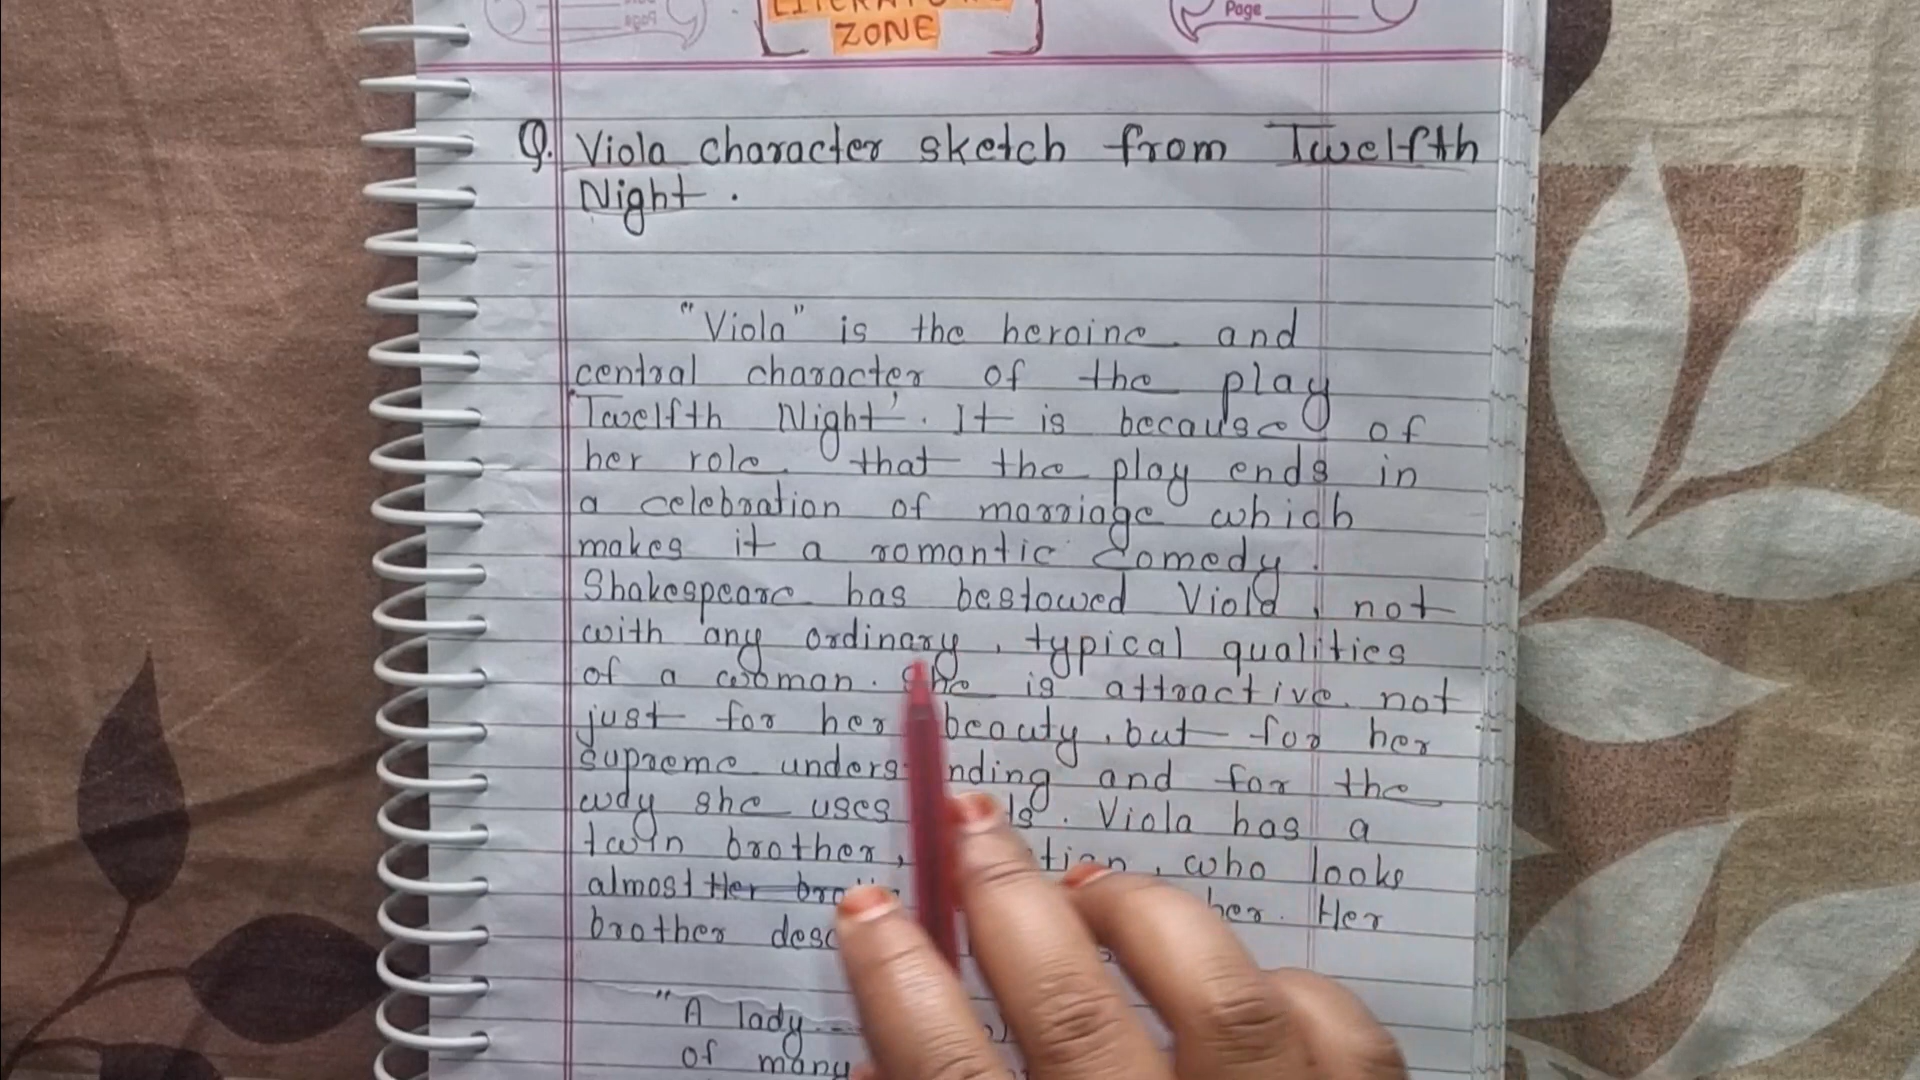 ZONE
Page
Q. Viola character sketch from Twelfth
Night.
"Viola" is the heroine and
central character of the play
'Twelfth Night'. It is because of
her role that the play ends in
a celebration of marriage which
makes it a romantic comedy.
Shakespeare has bestowed Viola, not
with any ordinary, typical qualities
of a woman. She is attractive not
just for her beauty, but for her
supreme nding and for the
way she uses . Viola has a
twin brother, , who looks
almost her. Her
brother
"A lady
of many